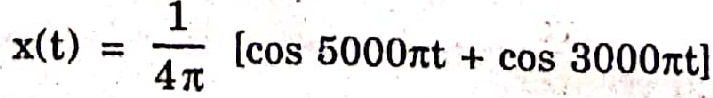 x(t) = 1/4π [cos 5000πt + cos 3000πt]